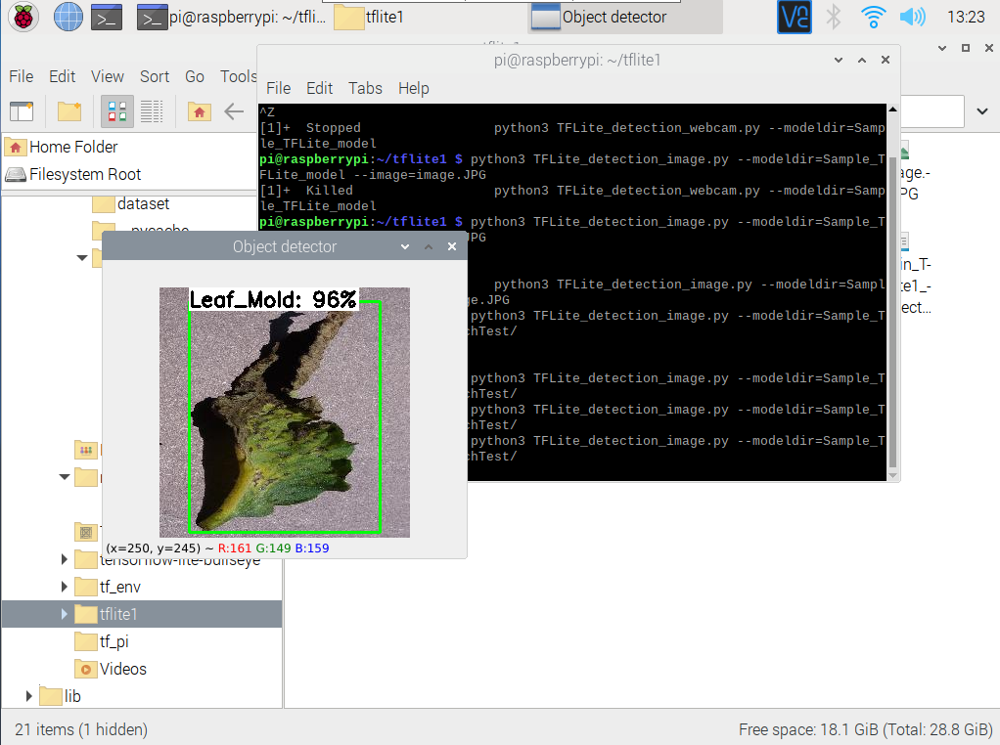 pi@raspberrypi: ~/tfli...
tflite1
Object detector
13:23
File Edit View Sort Go Tools
Home Folder
Filesystem Root
dataset
tensorflow-lite-bullseye
tf_env
tflite1
tf_pi
Videos
lib
21 items (1 hidden)
Free space: 18.1 GiB (Total: 28.8 GiB)
pi@raspberrypi: ~/tflite1
File Edit Tabs Help
^Z
[1]+ Stopped python3 TFLite_detection_webcam.py --modeldir=Samp
le_TFLite_model
pi@raspberrypi:~/tflite1 $ python3 TFLite_detection_image.py --modeldir=Sample_T
FLite_model --image=image.JPG
[1]+ Killed python3 TFLite_detection_webcam.py --modeldir=Samp
le_TFLite_model
pi@raspberrypi:~/tflite1 $ python3 TFLite_detection_image.py --modeldir=Sample_T
JPG
python3 TFLite_detection_image.py --modeldir=Sampl
e.JPG
python3 TFLite_detection_image.py --modeldir=Sample_T
chTest/
python3 TFLite_detection_image.py --modeldir=Sample_T
chTest/
python3 TFLite_detection_image.py --modeldir=Sample_T
chTest/
python3 TFLite_detection_image.py --modeldir=Sample_T
chTest/
Object detector
Leaf_Mold: 96%
(x=250, y=245) ~ R:161 G:149 B:159
age.-
PG
in_T-
te1_-
ect...